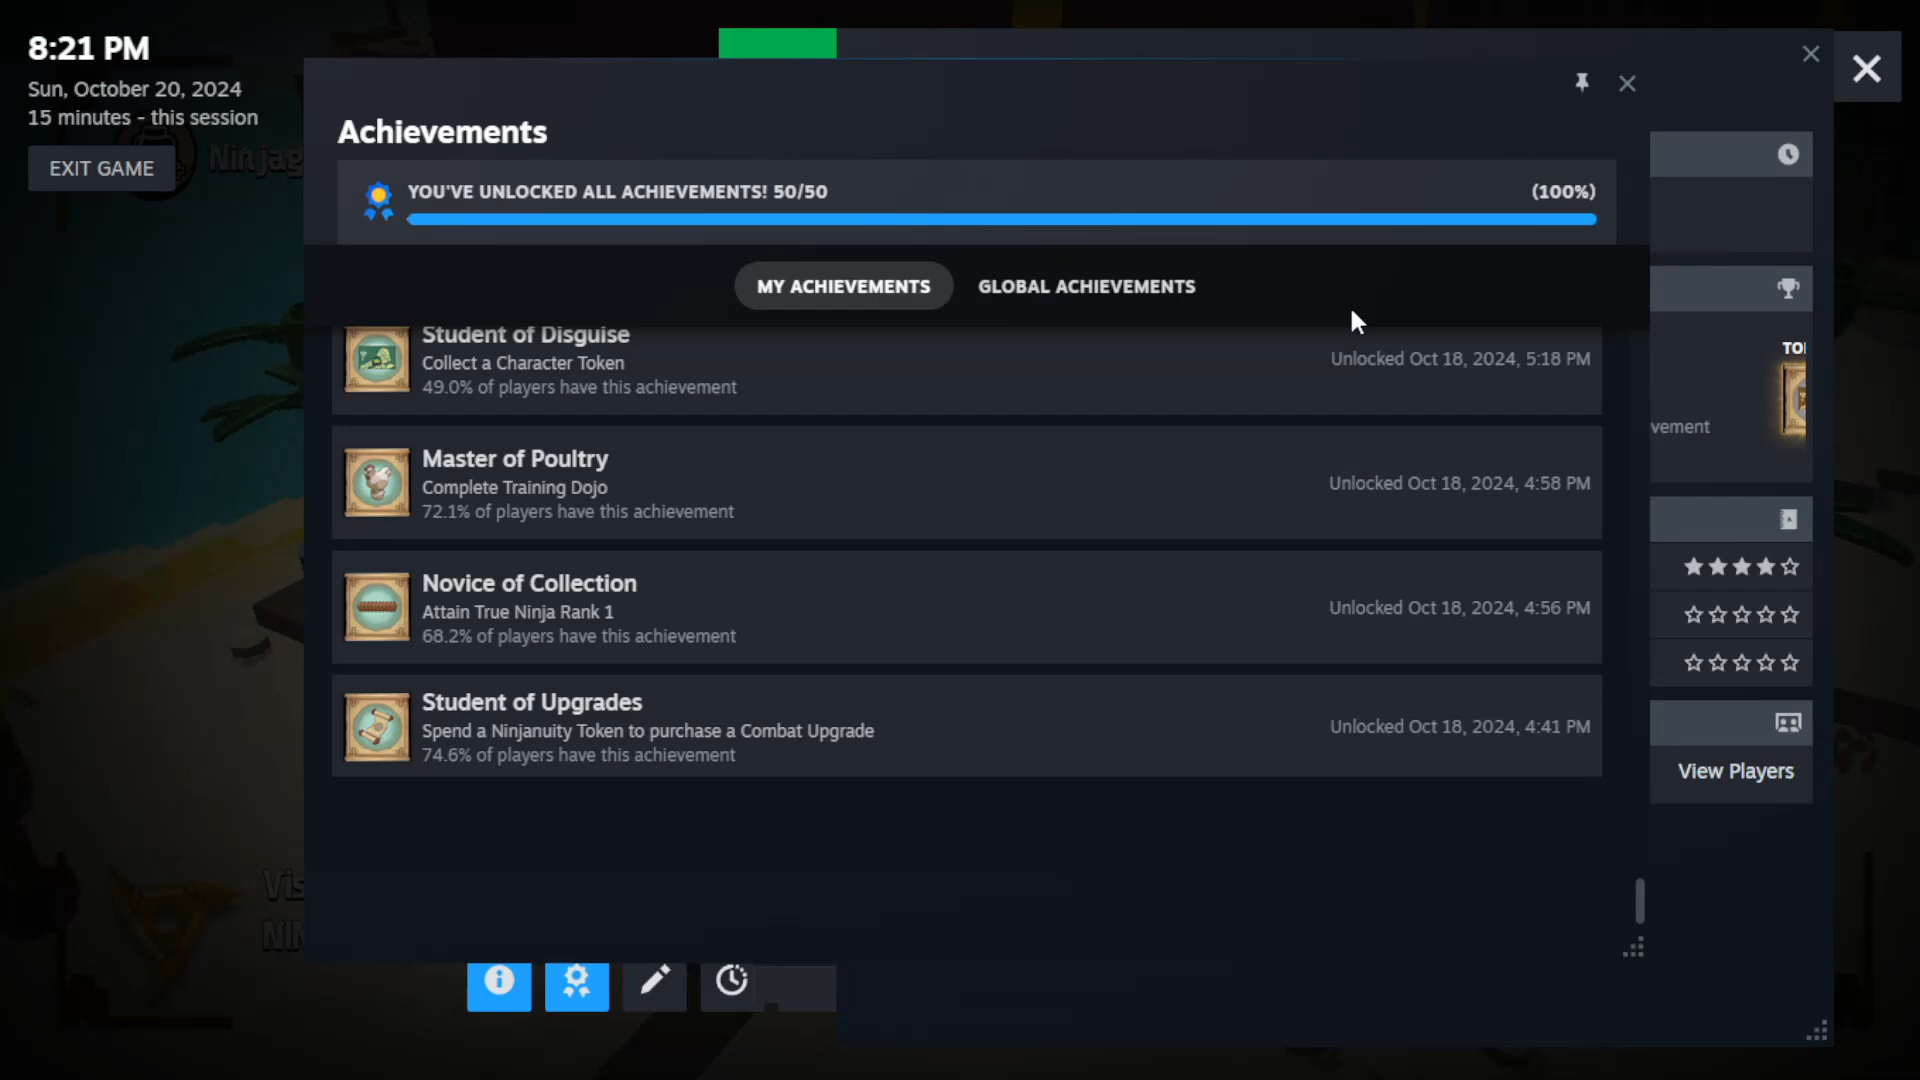 8:21 PM
Sun, October 20, 2024
15 minutes - this session
EXIT GAME
Ninjag
Achievements
YOU'VE UNLOCKED ALL ACHIEVEMENTS! 50/50
(100%)
MY ACHIEVEMENTS
GLOBAL ACHIEVEMENTS
Student of Disguise
Collect a Character Token
49.0% of players have this achievement
Unlocked Oct 18, 2024, 5:18 PM
Master of Poultry
Complete Training Dojo
72.1% of players have this achievement
Unlocked Oct 18, 2024, 4:58 PM
Novice of Collection
Attain True Ninja Rank 1
68.2% of players have this achievement
Unlocked Oct 18, 2024, 4:56 PM
Student of Upgrades
Spend a Ninjanuity Token to purchase a Combat Upgrade
74.6% of players have this achievement
Unlocked Oct 18, 2024, 4:41 PM
TO
vement
View Players
Vis
NIN